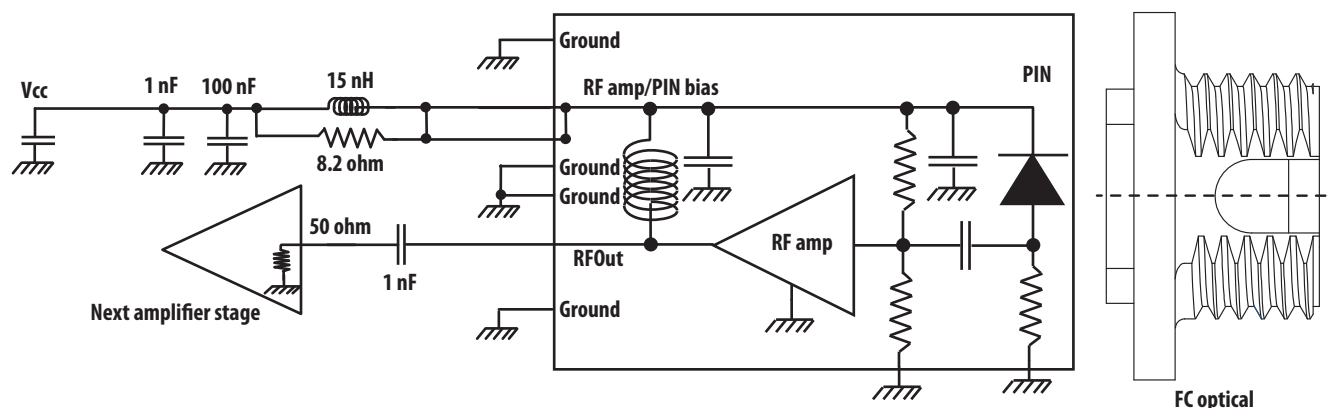 Ground
Vcc
1 nF
100 nF
15 nH
RF amp/PIN bias
PIN
8.2 ohm
Ground
Ground
50 ohm
RF amp
RFOut
1 nF
Next amplifier stage
Ground
FC optical